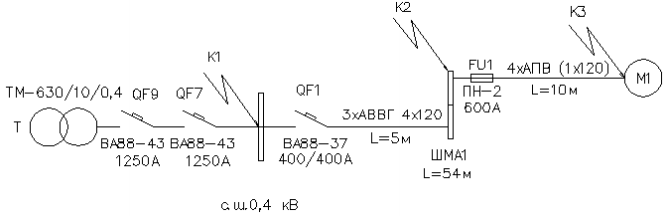 К2
К3
К1
FU1
4хАПВ (1х120)
М1
ТМ-630/10/0,4
QF9
QF7
QF1
ПН-2
600А
L=10м
Т
3хАВВГ 4х120
L=5м
ВА88-43
1250А
ВА88-43
1250А
ВА88-37
400/400А
ШМА1
L=54м
с.ш.0,4 кВ